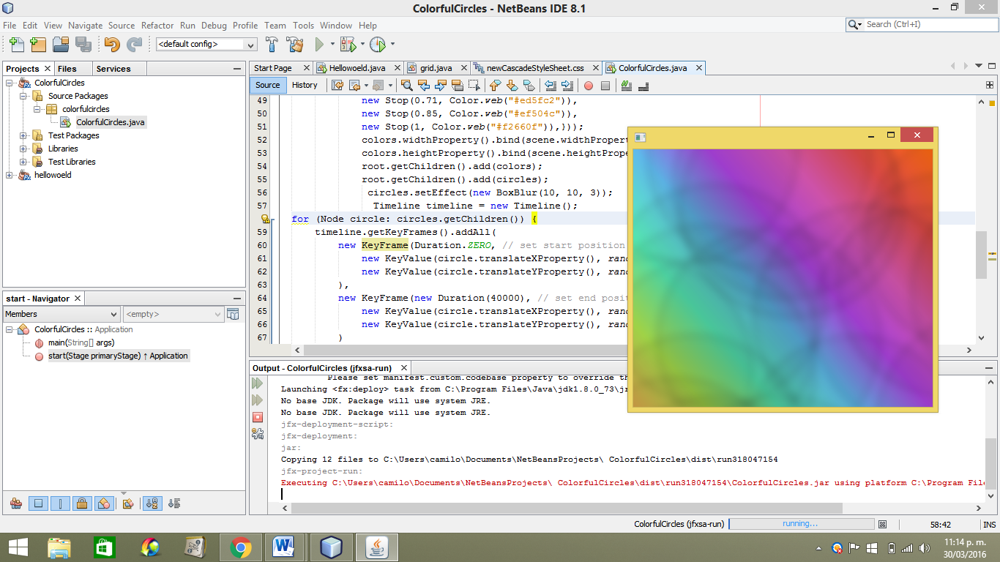 ColorfulCircles - NetBeans IDE 8.1
File Edit View Navigate Source Refactor Run Debug Profile Team Tools Window Help
Search (Ctrl+I)
<default config>
Projects Files Services
ColorfulCircles
Source Packages
colorfulcircles
ColorfulCircles.java
Test Packages
Libraries
Test Libraries
hellowoeld
start - Navigator
Members <empty>
ColorfulCircles :: Application
main(String[] args)
start(Stage primaryStage) ↑ Application
Start Page Hellowoeld.java grid.java newCascadeStyleSheet.css ColorfulCircles.java
Source History
49 new Stop(0.71, Color.web("#ed5fc2")),
50 new Stop(0.85, Color.web("#ef504c")),
51 new Stop(1, Color.web("#f2660f")),}));
52 colors.widthProperty().bind(scene.widthPropert
53 colors.heightProperty().bind(scene.heightPrope
54 root.getChildren().add(colors);
55 root.getChildren().add(circles);
56 circles.setEffect(new BoxBlur(10, 10, 3));
57 Timeline timeline = new Timeline();
for (Node circle: circles.getChildren()) {
59 timeline.getKeyFrames().addAll(
60 new KeyFrame(Duration.ZERO, // set start position
61 new KeyValue(circle.translateXProperty(), rand
62 new KeyValue(circle.translateYProperty(), rand
63 ),
64 new KeyFrame(new Duration(40000), // set end posit
65 new KeyValue(circle.translateXProperty(), rand
66 new KeyValue(circle.translateYProperty(), rand
67 )
Output - ColorfulCircles (jfxsa-run)
Please set manifest.custom.codebase property to override th
Launching <fx:deploy> task from C:\Program Files\Java\jdk1.8.0_73\jr
No base JDK. Package will use system JRE.
No base JDK. Package will use system JRE.
jfx-deployment-script:
jfx-deployment:
jar:
Copying 12 files to C:\Users\camilo\Documents\NetBeansProjects\ ColorfulCircles\dist\run318047154
jfx-project-run:
Executing C:\Users\camilo\Documents\NetBeansProjects\ ColorfulCircles\dist\run318047154\ColorfulCircles.jar using platform C:\Program File
ColorfulCircles (jfxsa-run) running... 58:42 INS
11:14 p. m.
30/03/2016